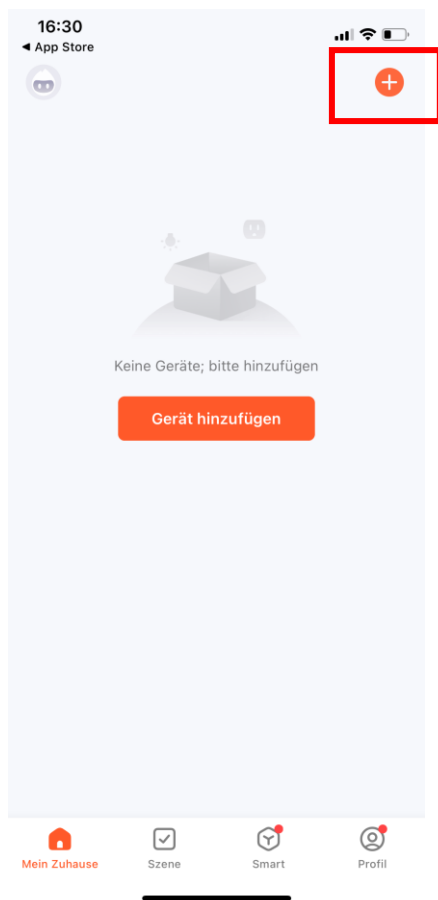 16:30
◀ App Store
Keine Geräte; bitte hinzufügen
Gerät hinzufügen
Mein Zuhause
Szene
Smart
Profil